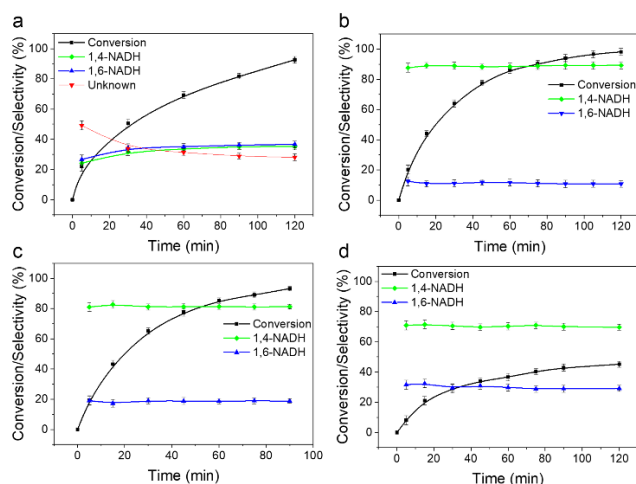 a
Conversion/Selectivity (%)
100
80
60
40
20
0
Conversion
1,4-NADH
1,6-NADH
Unknown
0 20 40 60 80 100 120
Time (min)
b
Conversion/Selectivity (%)
100
80
60
40
20
0
Conversion
1,4-NADH
1,6-NADH
0 20 40 60 80 100 120
Time (min)
c
Conversion/Selectivity (%)
100
80
60
40
20
0
Conversion
1,4-NADH
1,6-NADH
0 20 40 60 80 100
Time (min)
d
Conversion/Selectivity (%)
100
80
60
40
20
0
Conversion
1,4-NADH
1,6-NADH
0 20 40 60 80 100 120
Time (min)